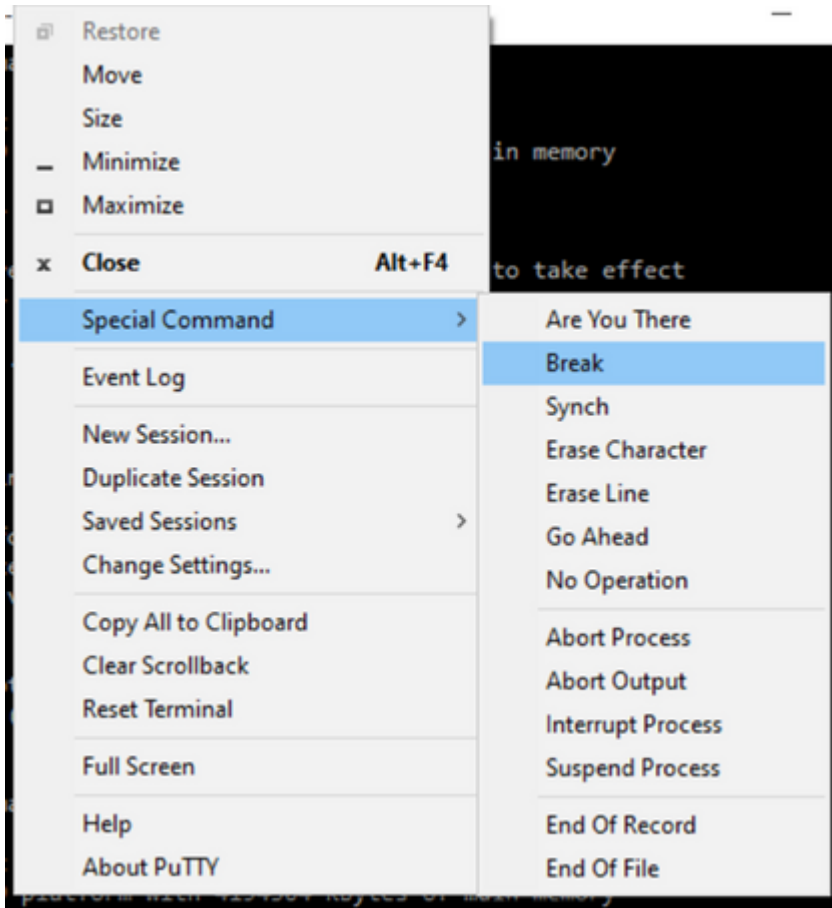 Restore
Move
Size
Minimize
in memory
Maximize
Close Alt+F4
to take effect
Special Command
Event Log
New Session...
Duplicate Session
Saved Sessions
Change Settings...
Copy All to Clipboard
Clear Scrollback
Reset Terminal
Full Screen
Help
About PuTTY
Are You There
Break
Synch
Erase Character
Erase Line
Go Ahead
No Operation
Abort Process
Abort Output
Interrupt Process
Suspend Process
End Of Record
End Of File